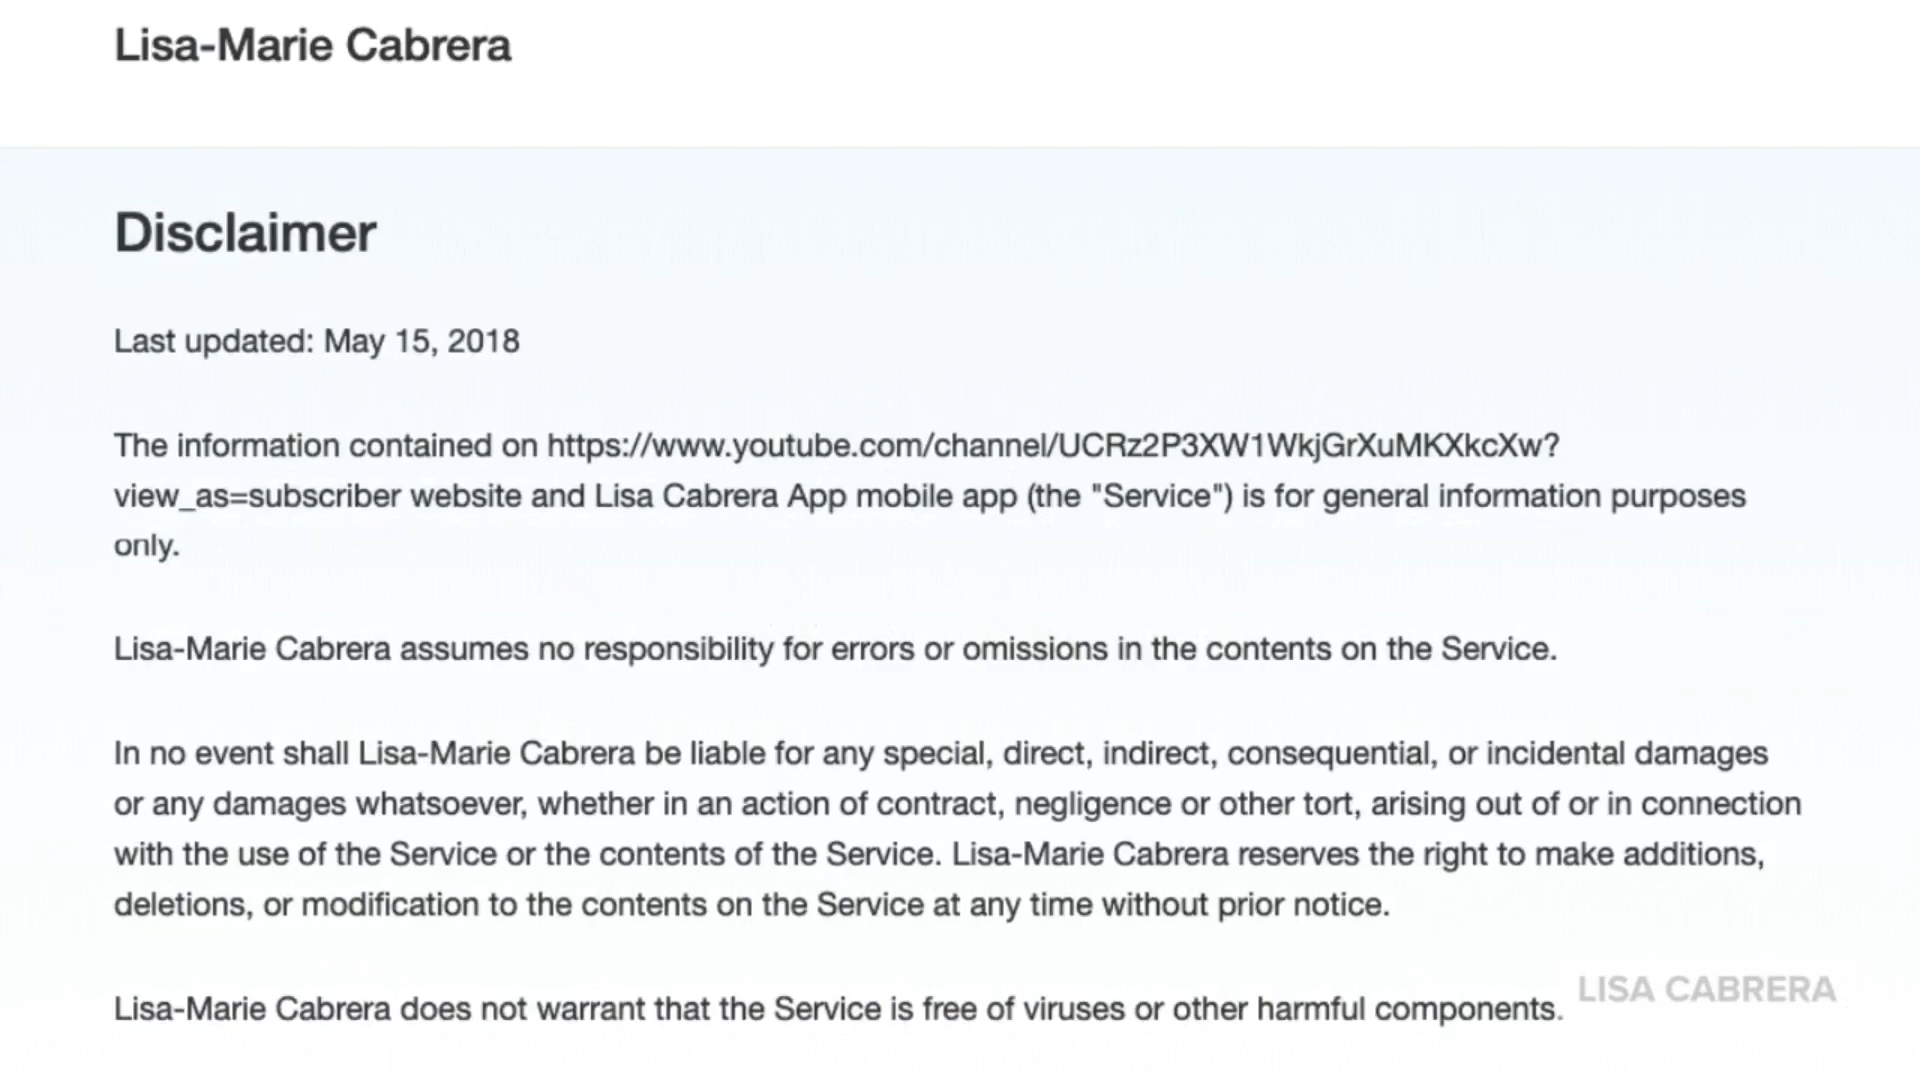 Lisa-Marie Cabrera
Disclaimer
Last updated: May 15, 2018
The information contained on https://www.youtube.com/channel/UCRz2P3XW1WkjGrXuMKXkcXw?
view_as=subscriber website and Lisa Cabrera App mobile app (the "Service") is for general information purposes
only.
Lisa-Marie Cabrera assumes no responsibility for errors or omissions in the contents on the Service.
In no event shall Lisa-Marie Cabrera be liable for any special, direct, indirect, consequential, or incidental damages
or any damages whatsoever, whether in an action of contract, negligence or other tort, arising out of or in connection
with the use of the Service or the contents of the Service. Lisa-Marie Cabrera reserves the right to make additions,
deletions, or modification to the contents on the Service at any time without prior notice.
Lisa-Marie Cabrera does not warrant that the Service is free of viruses or other harmful components.
LISA CABRERA